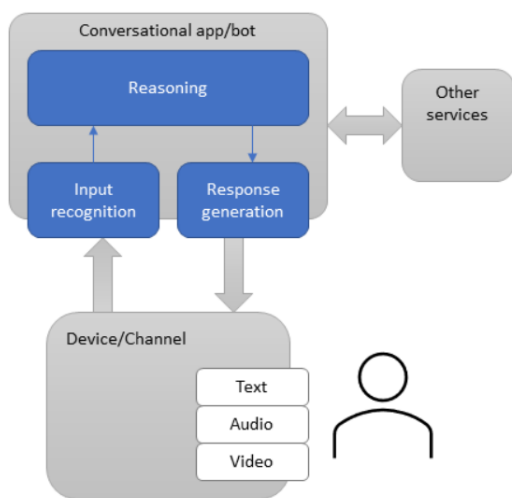 Conversational app/bot
Reasoning
Other
services
Input
recognition
Response
generation
Device/Channel
Text
Audio
Video